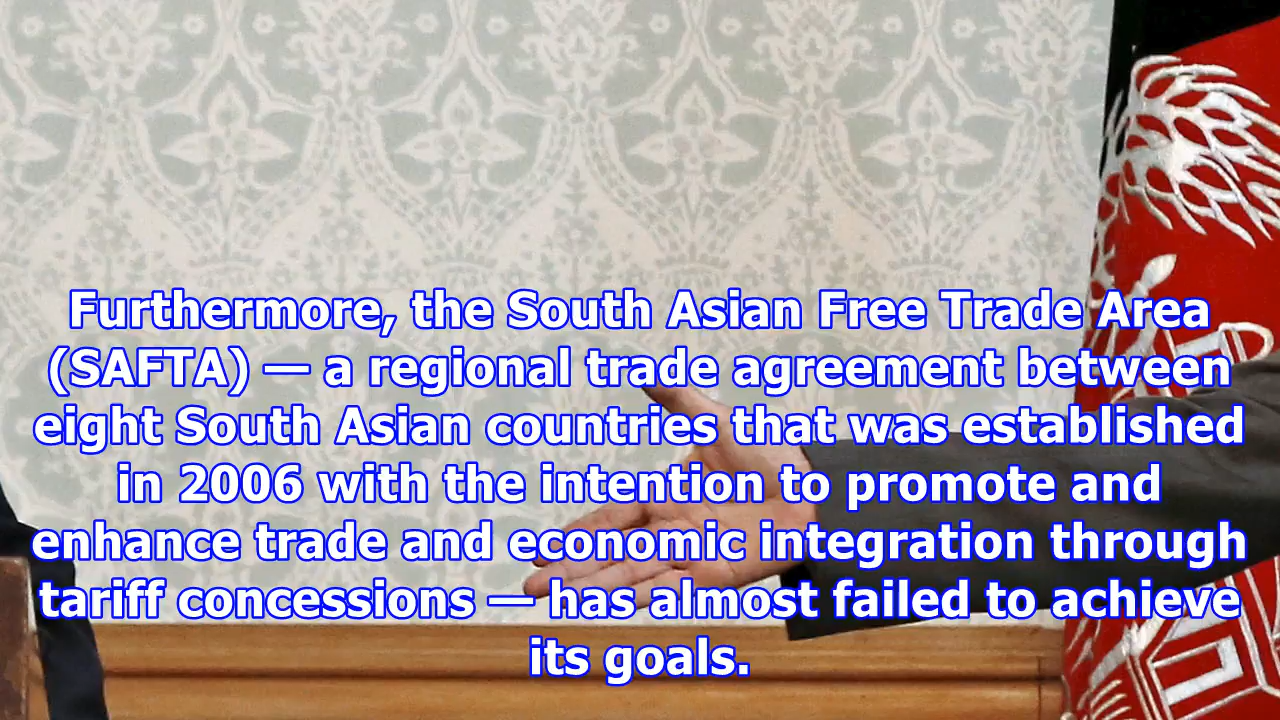 Furthermore, the South Asian Free Trade Area
(SAFTA) — a regional trade agreement between
eight South Asian countries that was established
in 2006 with the intention to promote and
enhance trade and economic integration through
tariff concessions — has almost failed to achieve
its goals.